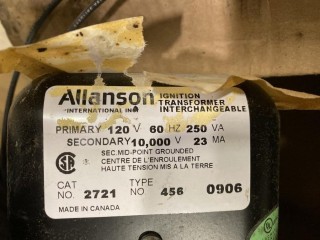 Allanson
INTERNATIONAL INC
IGNITION
TRANSFORMER
INTERCHANGEABLE
PRIMARY 120 V 60 HZ 250 VA
SECONDARY 10,000 V 23 MA
SEC. MID-POINT GROUNDED
CENTRE DE L'ENROULEMENT
HAUTE TENSION MIS A LA TERRE
CAT NO. 2721 TYPE NO 456 0906
MADE IN CANADA